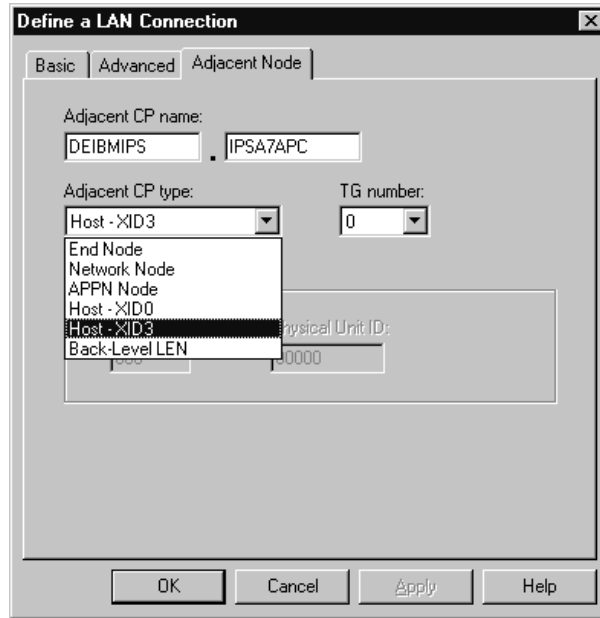 Define a LAN Connection
Basic Advanced Adjacent Node
Adjacent CP name:
DEIBMIPS . IPSA7APC
Adjacent CP type: TG number:
Host - XID3 0
End Node
Network Node
APPN Node
Host - XID0
Host - XID3
Back-Level LEN
Unit ID:
00000
OK Cancel Apply Help